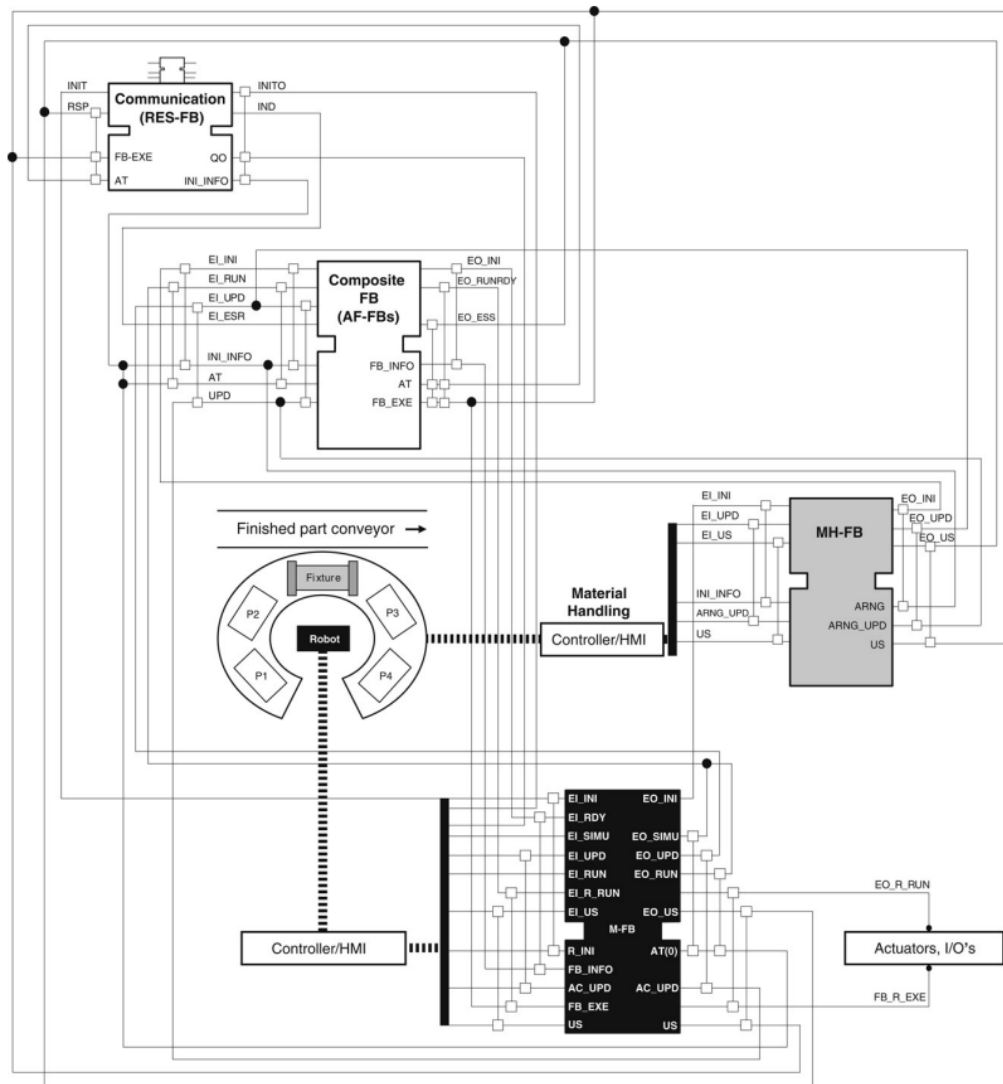 INIT
INITO
Communication
(RES-FB)
RSP
IND
FB-EXE
QO
AT
INI_INFO
EI_INI
EO_INI
Composite
FB
(AF-FBs)
EI_RUN
EO_RUNRDY
EI_UPD
EI_ESR
EO_ESS
INI_INFO
FB_INFO
AT
AT
UPD
FB_EXE
Finished part conveyor
Fixture
P2
P3
Robot
P1
P4
Material
Handling
Controller/HMI
EI_INI
EO_INI
EI_UPD
EO_UPD
EI_US
EO_US
MH-FB
INI_INFO
ARNG
ARNG_UPD
ARNG_UPD
US
US
EI_INI
EO_INI
EI_RDY
EI_SIMU
EO_SIMU
EI_UPD
EO_UPD
EI_RUN
EO_RUN
EI_R_RUN
EI_US
EO_US
M-FB
R_INI
AT(0)
FB_INFO
AC_UPD
AC_UPD
FB_EXE
US
US
Controller/HMI
EO_R_RUN
Actuators, I/O's
FB_R_EXE